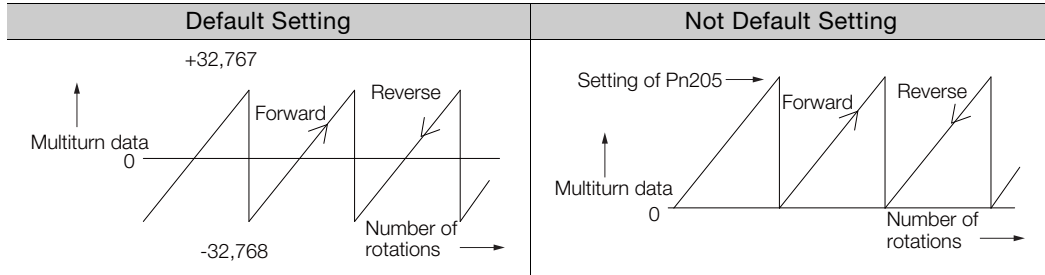 Default Setting
+32,767
Forward
Reverse
Multiturn data
0
Number of
rotations
-32,768
Not Default Setting
Setting of Pn205
Forward
Reverse
Multiturn data
0
Number of
rotations